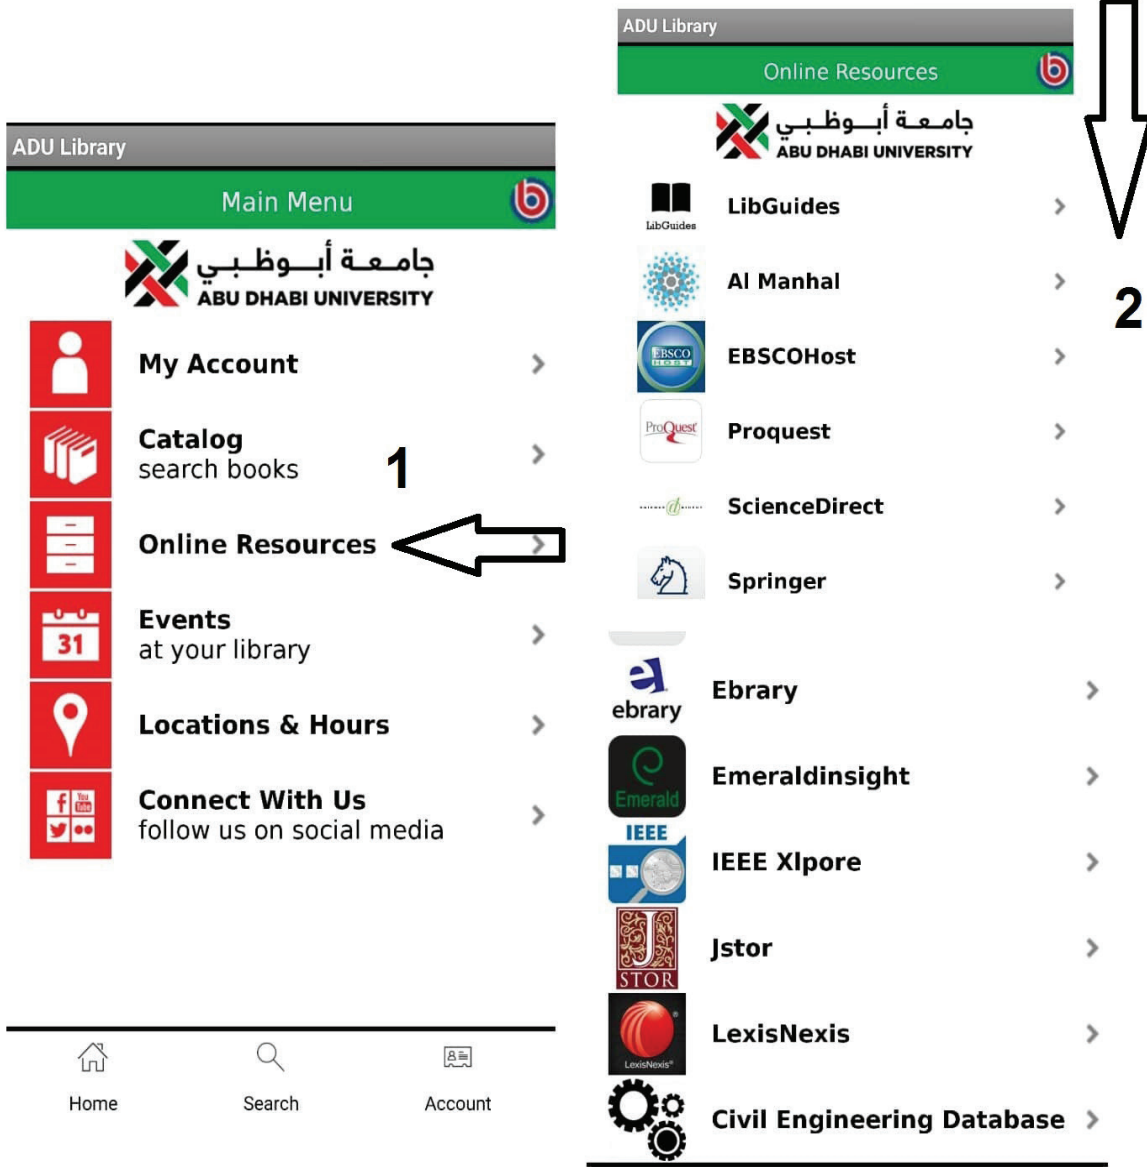 ADU Library
Main Menu
جامعة أبوظبي
ABU DHABI UNIVERSITY
My Account
Catalog
search books
1
Online Resources
31
Events
at your library
Locations & Hours
f You Tube
Connect With Us
follow us on social media
Home
Search
Account
ADU Library
Online Resources
جامعة أبوظبي
ABU DHABI UNIVERSITY
2
LibGuides
LibGuides
Al Manhal
EBSCO HOST
EBSCOHost
ProQuest
Proquest
ScienceDirect
Springer
ebrary
Ebrary
Emerald
Emeraldinsight
IEEE
IEEE Xlpore
J
STOR
Jstor
LexisNexis®
LexisNexis
Civil Engineering Database